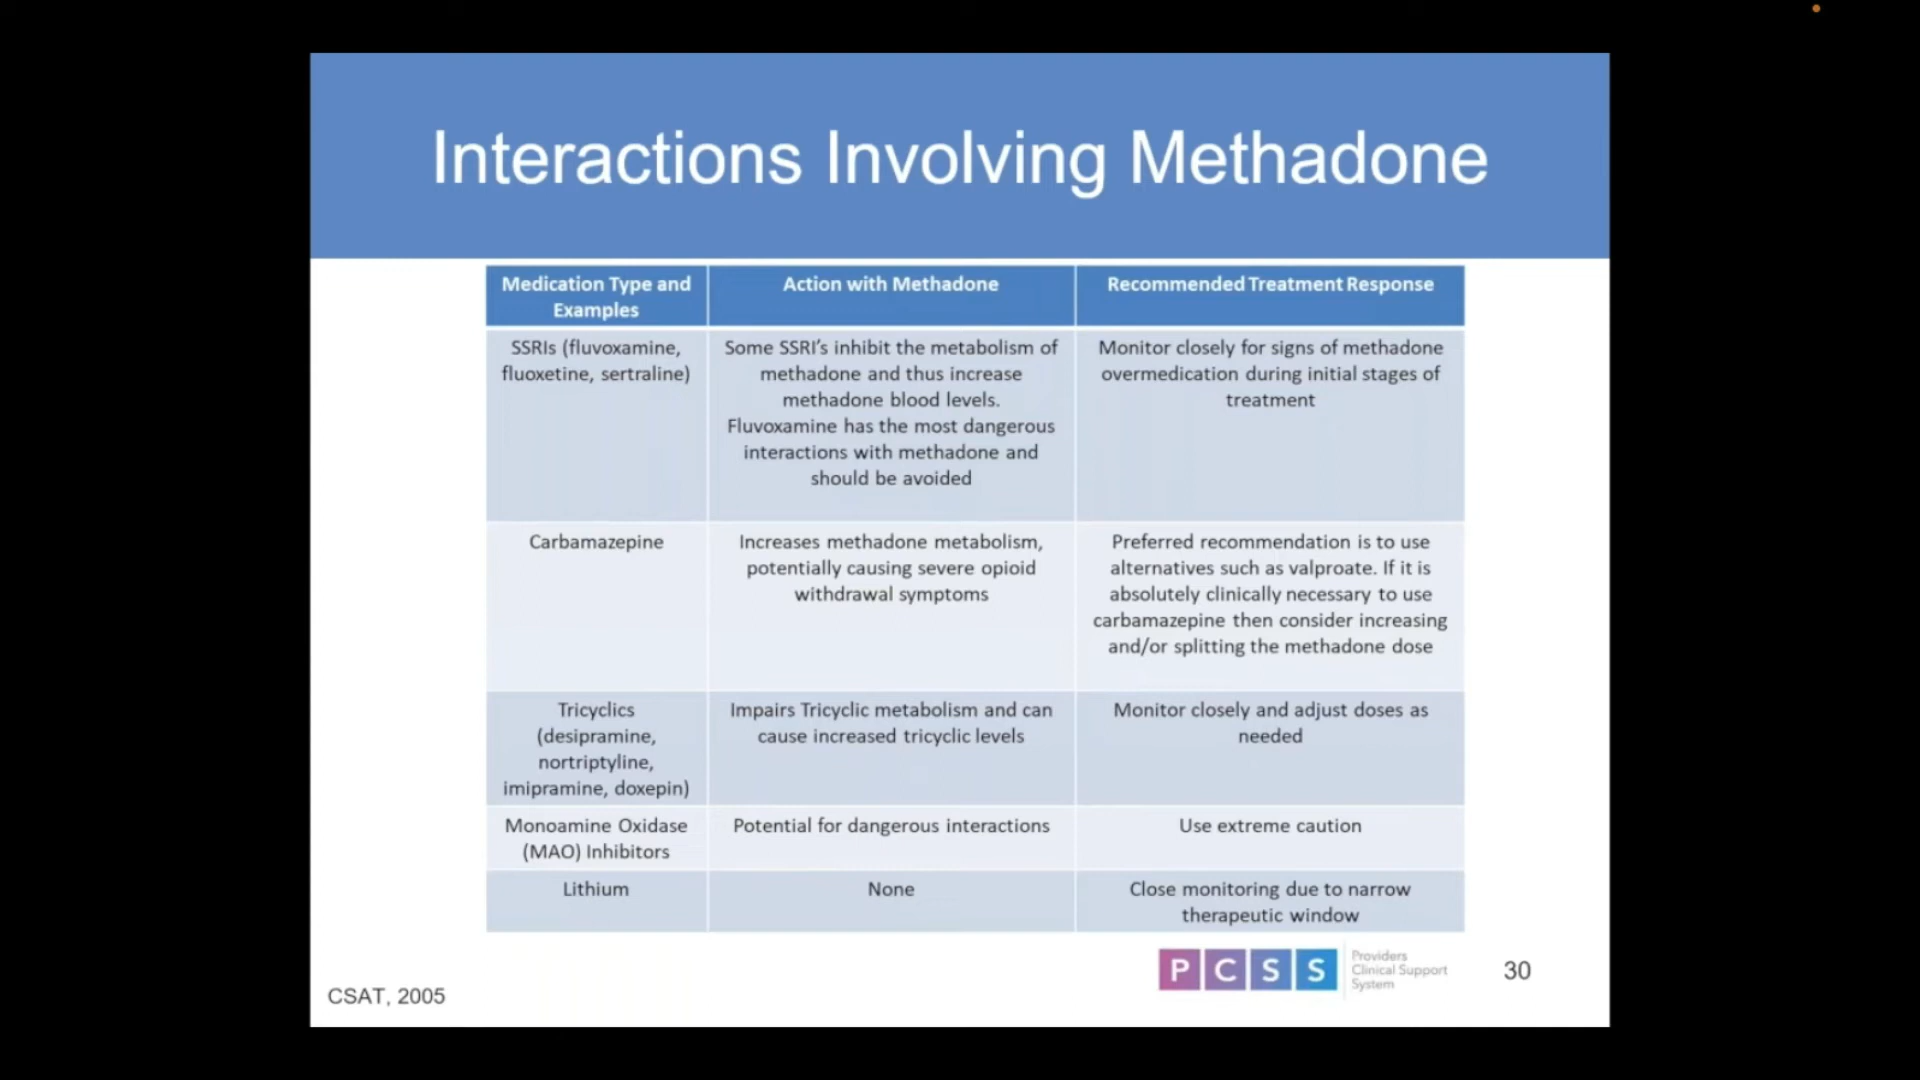 Interactions Involving Methadone
Medication Type and
Examples
Action with Methadone
Recommended Treatment Response
SSRIs (fluvoxamine,
fluoxetine, sertraline)
Some SSRI's inhibit the metabolism of
methadone and thus increase
methadone blood levels.
Fluvoxamine has the most dangerous
interactions with methadone and
should be avoided
Monitor closely for signs of methadone
overmedication during initial stages of
treatment
Carbamazepine
Increases methadone metabolism,
potentially causing severe opioid
withdrawal symptoms
Preferred recommendation is to use
alternatives such as valproate. If it is
absolutely clinically necessary to use
carbamazepine then consider increasing
and/or splitting the methadone dose
Tricyclics
(desipramine,
nortriptyline,
imipramine, doxepin)
Impairs Tricyclic metabolism and can
cause increased tricyclic levels
Monitor closely and adjust doses as
needed
Monoamine Oxidase
(MAO) Inhibitors
Potential for dangerous interactions
Use extreme caution
Lithium
None
Close monitoring due to narrow
therapeutic window
PCSS
Providers
Clinical Support
System
30
CSAT, 2005